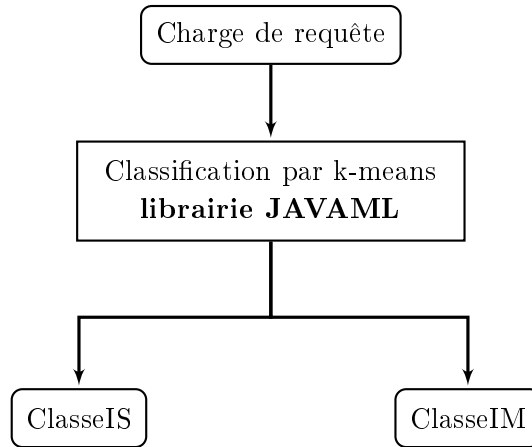 Charge de requête
Classification par k-means
librairie JAVAML
ClasseIS
ClasseIM